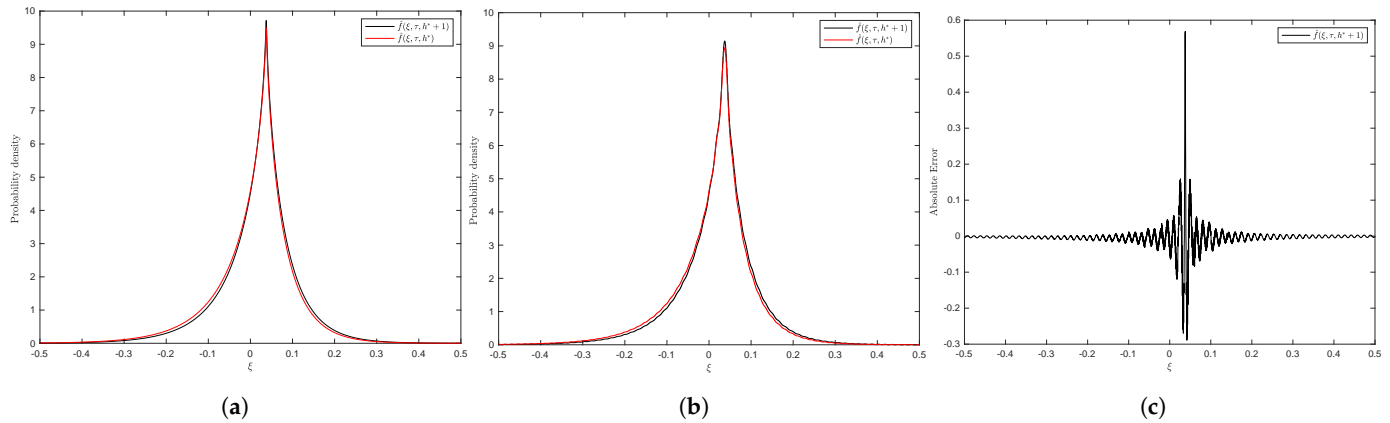 10
9
8
7
6
5
4
3
2
1
0
-0.5 -0.4 -0.3 -0.2 -0.1 0 0.1 0.2 0.3 0.4 0.5
Probability density
ξ
f̂(ξ, τ, h* + 1)
f̂(ξ, τ, h*)
(a)
10
9
8
7
6
5
4
3
2
1
0
-0.5 -0.4 -0.3 -0.2 -0.1 0 0.1 0.2 0.3 0.4 0.5
Probability density
ξ
f̂(ξ, τ, h* + 1)
f̂(ξ, τ, h*)
(b)
0.6
0.5
0.4
0.3
0.2
0.1
0
-0.1
-0.2
-0.3
-0.5 -0.4 -0.3 -0.2 -0.1 0 0.1 0.2 0.3 0.4 0.5
Absolute Error
ξ
f̂(ξ, τ, h* + 1)
(c)